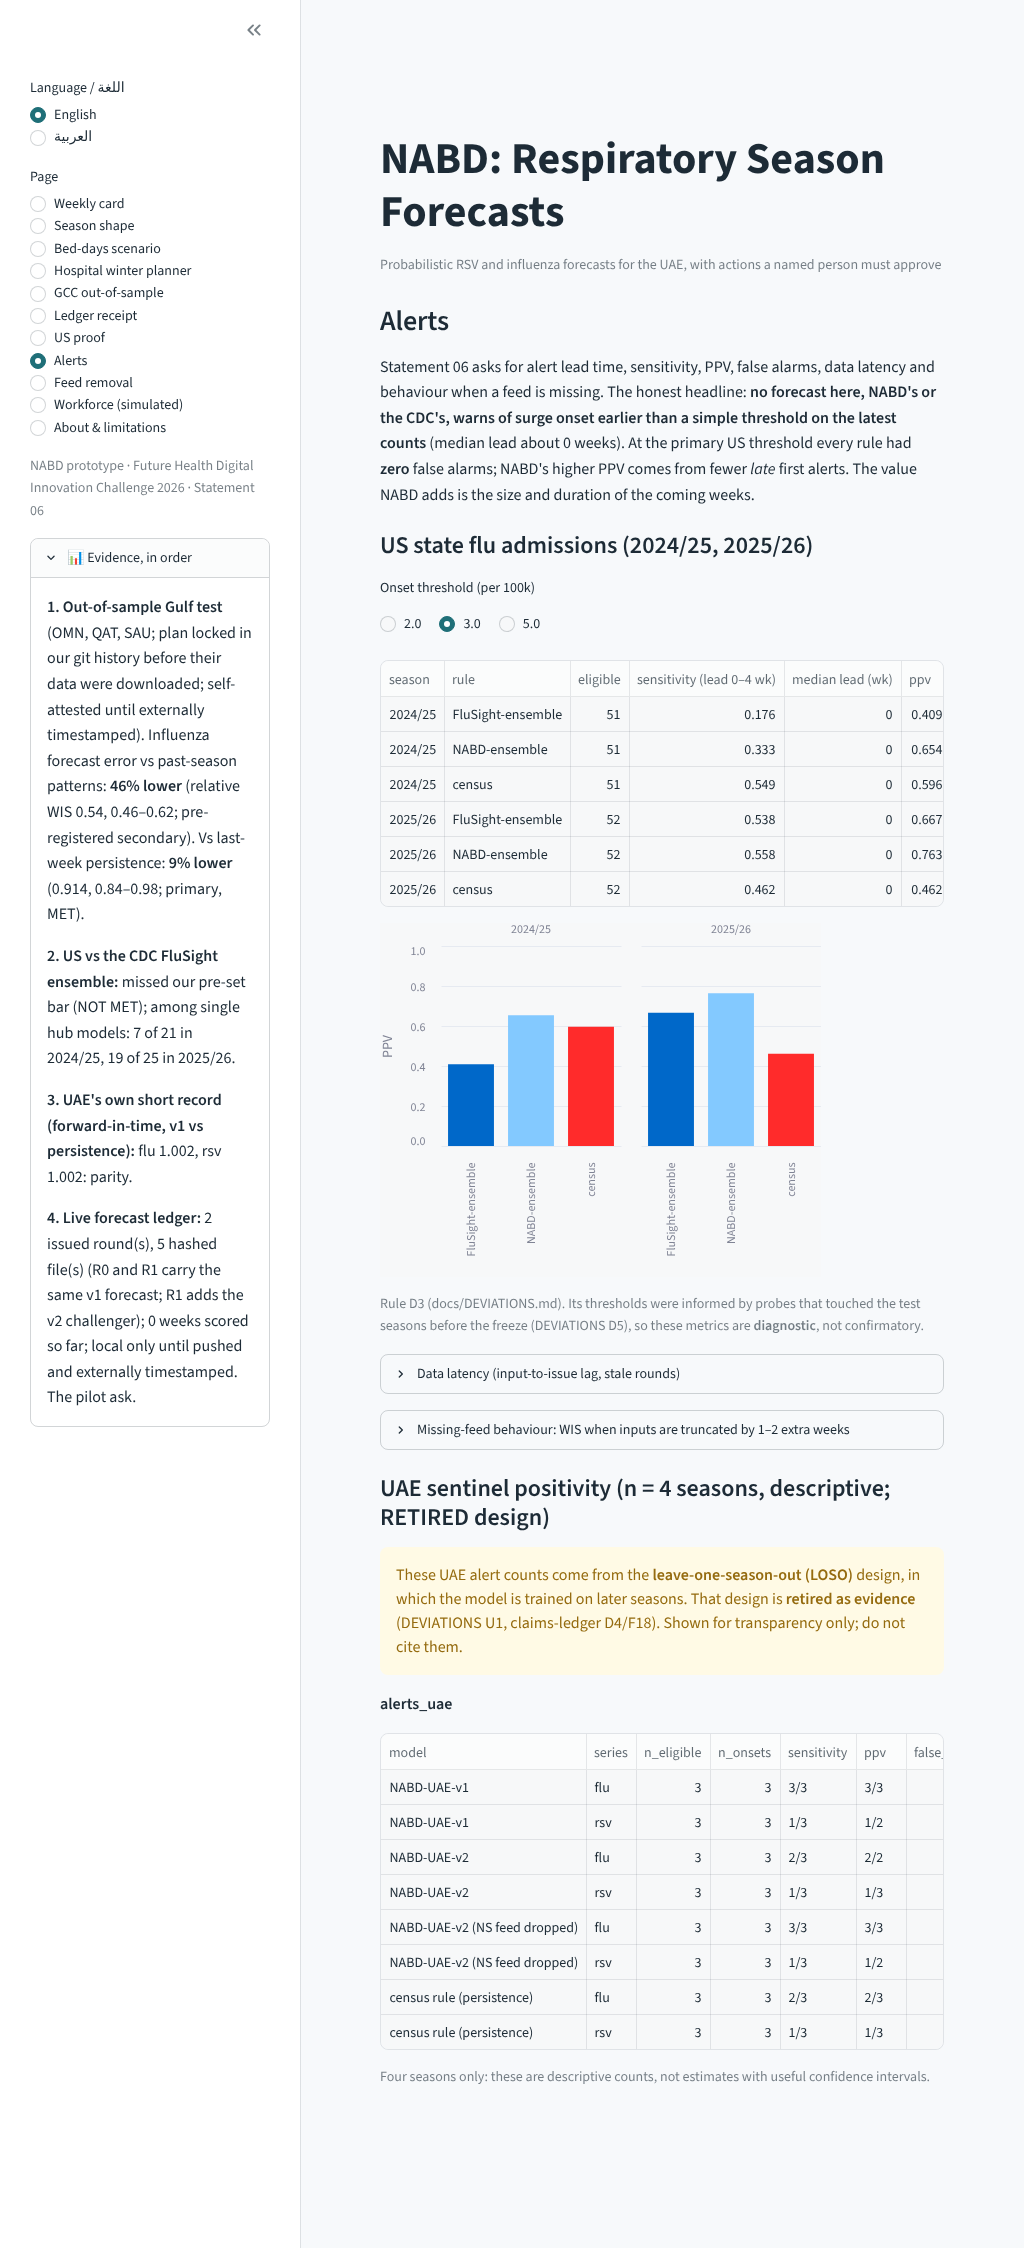 Language / اللغة
English
العربية
Page
Weekly card
Season shape
Bed-days scenario
Hospital winter planner
GCC out-of-sample
Ledger receipt
US proof
Alerts
Feed removal
Workforce (simulated)
About & limitations
NABD prototype · Future Health Digital
Innovation Challenge 2026 · Statement
06
📊 Evidence, in order
1. Out-of-sample Gulf test
(OMN, QAT, SAU; plan locked in
our git history before their
data were downloaded; self-
attested until externally
timestamped). Influenza
forecast error vs past-season
patterns: 46% lower (relative
WIS 0.54, 0.46–0.62; pre-
registered secondary). Vs last-
week persistence: 9% lower
(0.914, 0.84–0.98; primary,
MET).
2. US vs the CDC FluSight
ensemble: missed our pre-set
bar (NOT MET); among single
hub models: 7 of 21 in
2024/25, 19 of 25 in 2025/26.
3. UAE's own short record
(forward-in-time, v1 vs
persistence): flu 1.002, rsv
1.002: parity.
4. Live forecast ledger: 2
issued round(s), 5 hashed
file(s) (R0 and R1 carry the
same v1 forecast; R1 adds the
v2 challenger); 0 weeks scored
so far; local only until pushed
and externally timestamped.
The pilot ask.
NABD: Respiratory Season
Forecasts
Probabilistic RSV and influenza forecasts for the UAE, with actions a named person must approve
Alerts
Statement 06 asks for alert lead time, sensitivity, PPV, false alarms, data latency and
behaviour when a feed is missing. The honest headline: no forecast here, NABD's or
the CDC's, warns of surge onset earlier than a simple threshold on the latest
counts (median lead about 0 weeks). At the primary US threshold every rule had
zero false alarms; NABD's higher PPV comes from fewer late first alerts. The value
NABD adds is the size and duration of the coming weeks.
US state flu admissions (2024/25, 2025/26)
Onset threshold (per 100k)
2.0 3.0 5.0
season rule eligible sensitivity (lead 0–4 wk) median lead (wk) ppv
2024/25 FluSight-ensemble 51 0.176 0 0.409
2024/25 NABD-ensemble 51 0.333 0 0.654
2024/25 census 51 0.549 0 0.596
2025/26 FluSight-ensemble 52 0.538 0 0.667
2025/26 NABD-ensemble 52 0.558 0 0.763
2025/26 census 52 0.462 0 0.462
2024/25 2025/26
PPV
1.0
0.8
0.6
0.4
0.2
0.0
FluSight-ensemble
NABD-ensemble
census
FluSight-ensemble
NABD-ensemble
census
Rule D3 (docs/DEVIATIONS.md). Its thresholds were informed by probes that touched the test
seasons before the freeze (DEVIATIONS D5), so these metrics are diagnostic, not confirmatory.
Data latency (input-to-issue lag, stale rounds)
Missing-feed behaviour: WIS when inputs are truncated by 1–2 extra weeks
UAE sentinel positivity (n = 4 seasons, descriptive;
RETIRED design)
These UAE alert counts come from the leave-one-season-out (LOSO) design, in
which the model is trained on later seasons. That design is retired as evidence
(DEVIATIONS U1, claims-ledger D4/F18). Shown for transparency only; do not
cite them.
alerts_uae
model series n_eligible n_onsets sensitivity ppv false_
NABD-UAE-v1 flu 3 3 3/3 3/3
NABD-UAE-v1 rsv 3 3 1/3 1/2
NABD-UAE-v2 flu 3 3 2/3 2/2
NABD-UAE-v2 rsv 3 3 1/3 1/3
NABD-UAE-v2 (NS feed dropped) flu 3 3 3/3 3/3
NABD-UAE-v2 (NS feed dropped) rsv 3 3 1/3 1/2
census rule (persistence) flu 3 3 2/3 2/3
census rule (persistence) rsv 3 3 1/3 1/3
Four seasons only: these are descriptive counts, not estimates with useful confidence intervals.